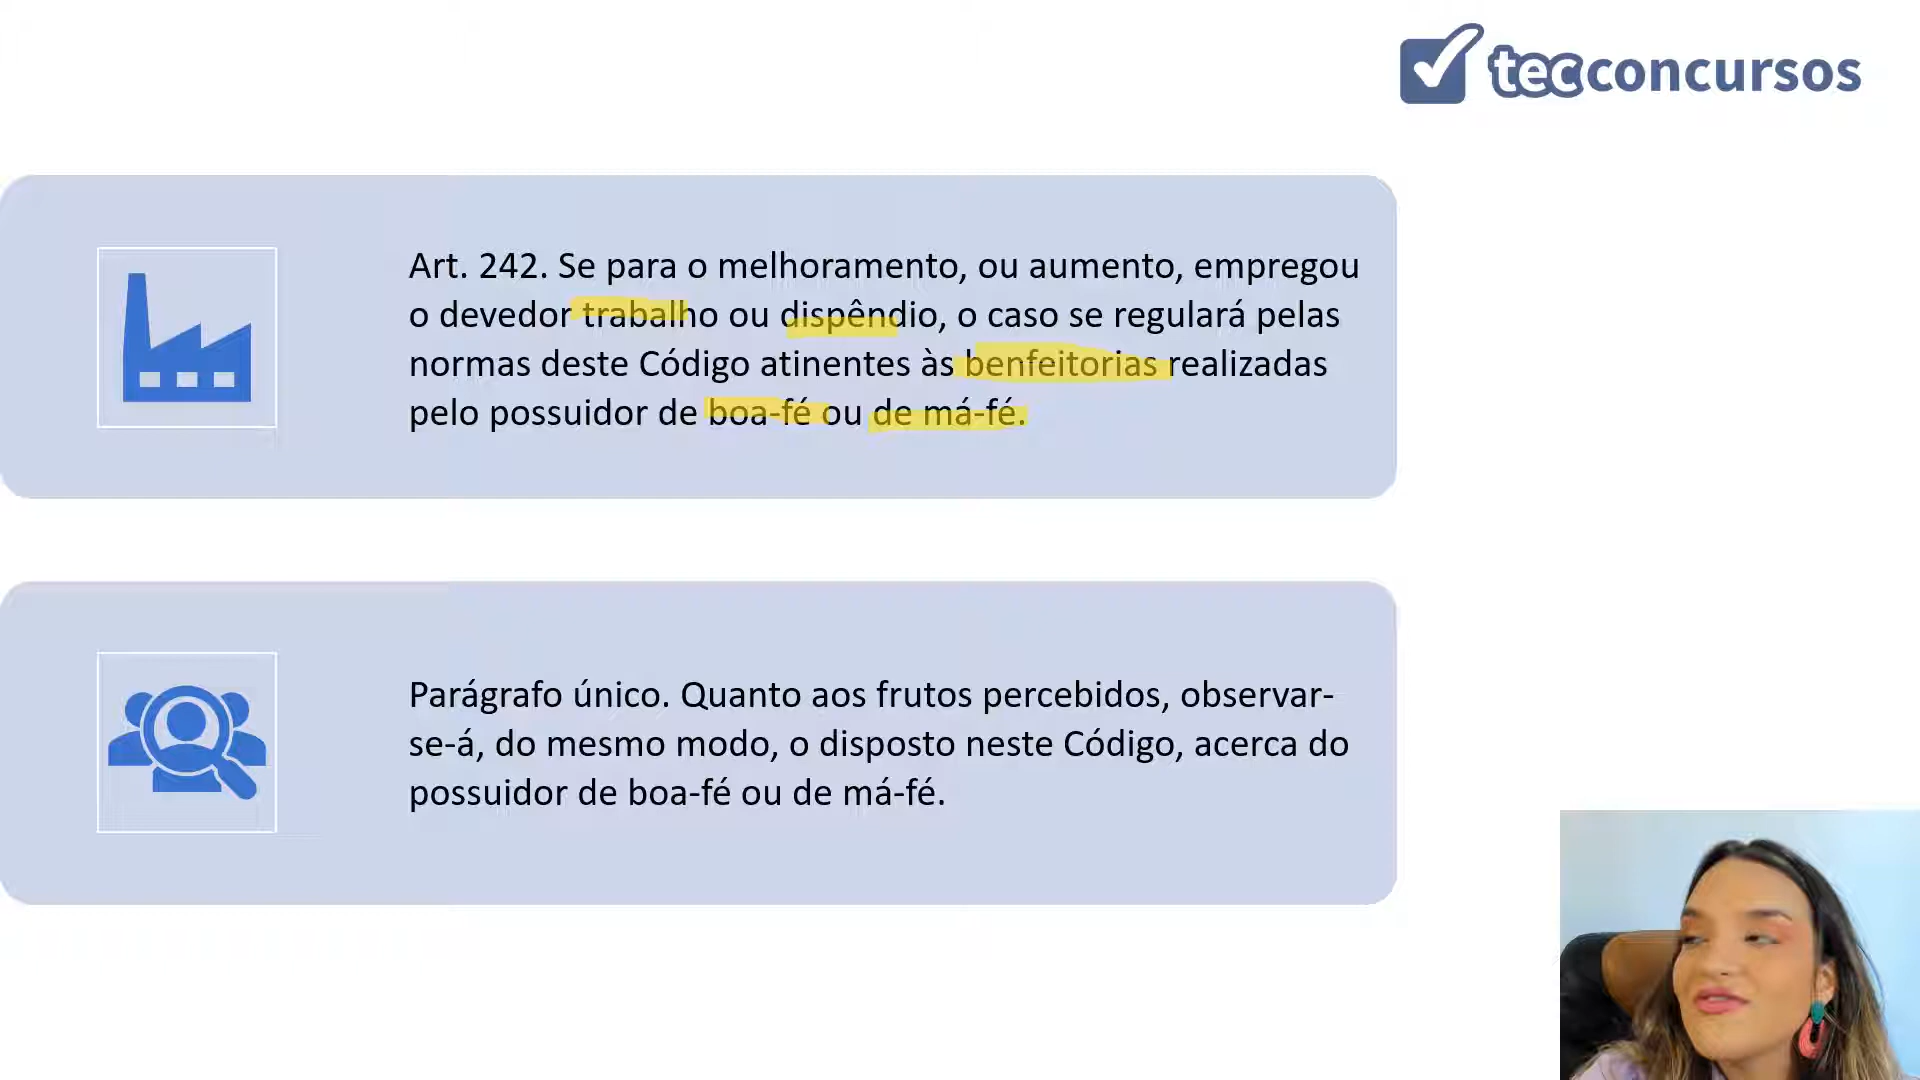 tecconcursos
Art. 242. Se para o melhoramento, ou aumento, empregou
o devedor trabalho ou dispêndio, o caso se regulará pelas
normas deste Código atinentes às benfeitorias realizadas
pelo possuidor de boa-fé ou de má-fé.
Parágrafo único. Quanto aos frutos percebidos, observar-
se-á, do mesmo modo, o disposto neste Código, acerca do
possuidor de boa-fé ou de má-fé.